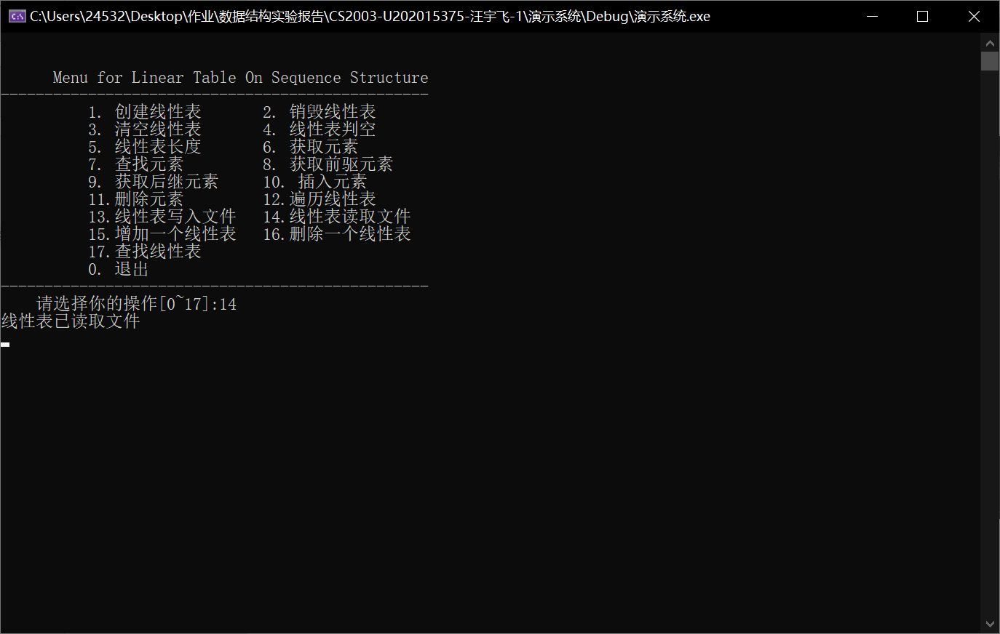 C:\Users\24532\Desktop\作业\数据结构实验报告\CS2003-U202015375-汪宇飞-1\演示系统\Debug\演示系统.exe
Menu for Linear Table On Sequence Structure
-------------------------------------------------
1. 创建线性表 2. 销毁线性表
3. 清空线性表 4. 线性表判空
5. 线性表长度 6. 获取元素
7. 查找元素 8. 获取前驱元素
9. 获取后继元素 10. 插入元素
11.删除元素 12.遍历线性表
13.线性表写入文件 14.线性表读取文件
15.增加一个线性表 16.删除一个线性表
17.查找线性表
0. 退出
-------------------------------------------------
请选择你的操作[0~17]:14
线性表已读取文件